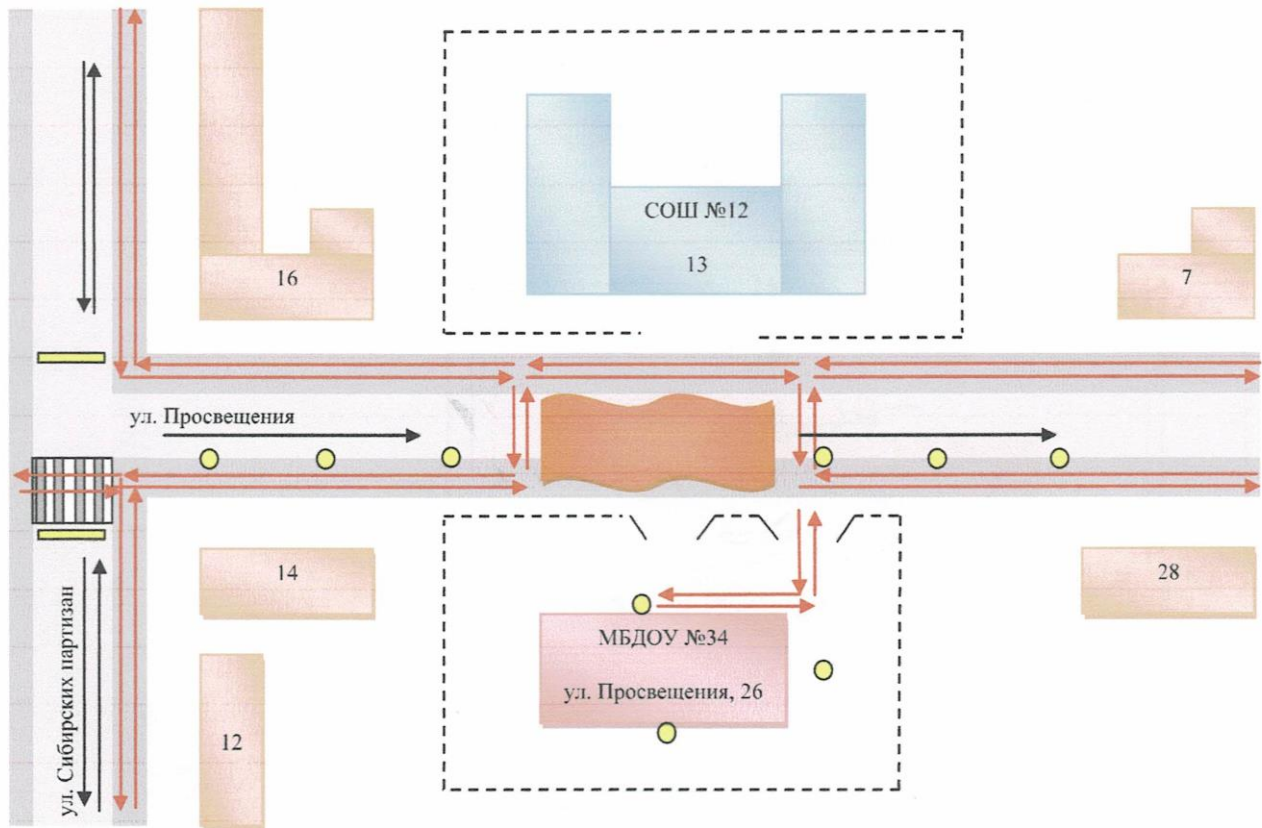 СОШ №12
13
16
7
ул. Просвещения
14
28
МБДОУ №34
ул. Просвещения, 26
12
ул. Сибирских партизан